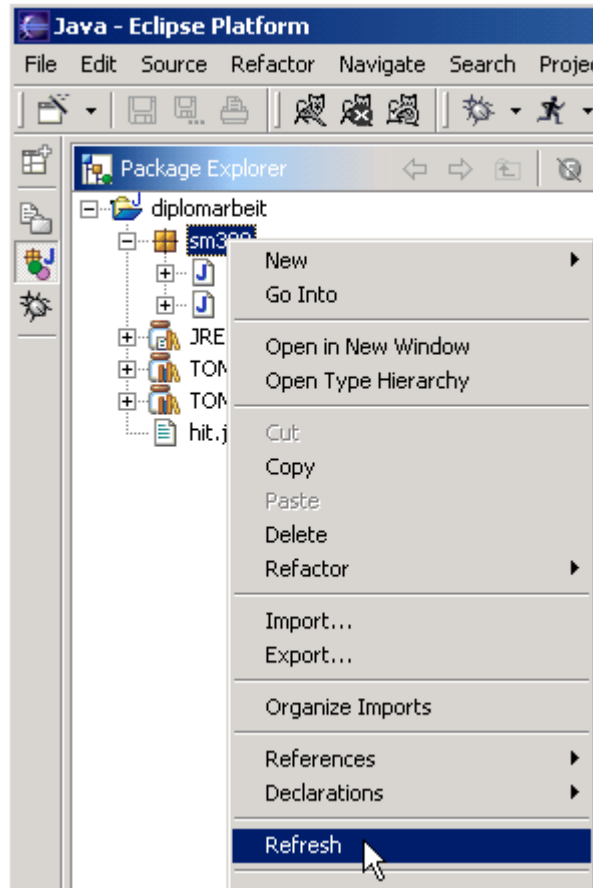 Java - Eclipse Platform
File Edit Source Refactor Navigate Search
Package Explorer
diplomarbeit
New
Go Into
JRE
Open in New Window
Open Type Hierarchy
Cut
Copy
Paste
Delete
Refactor
Import...
Export...
Organize Imports
References
Declarations
Refresh